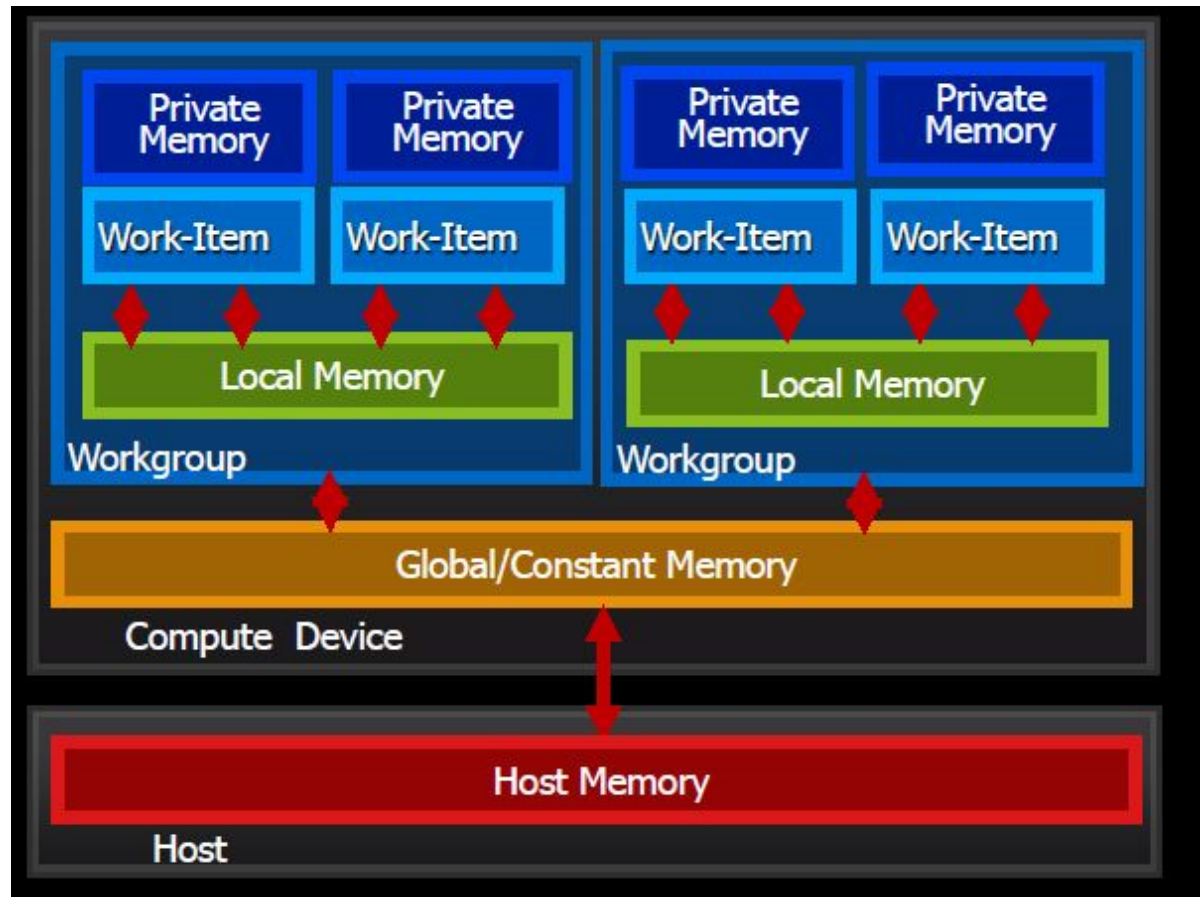 Private
Memory
Private
Memory
Private
Memory
Private
Memory
Work-Item
Work-Item
Work-Item
Work-Item
Local Memory
Local Memory
Workgroup
Workgroup
Global/Constant Memory
Compute Device
Host Memory
Host